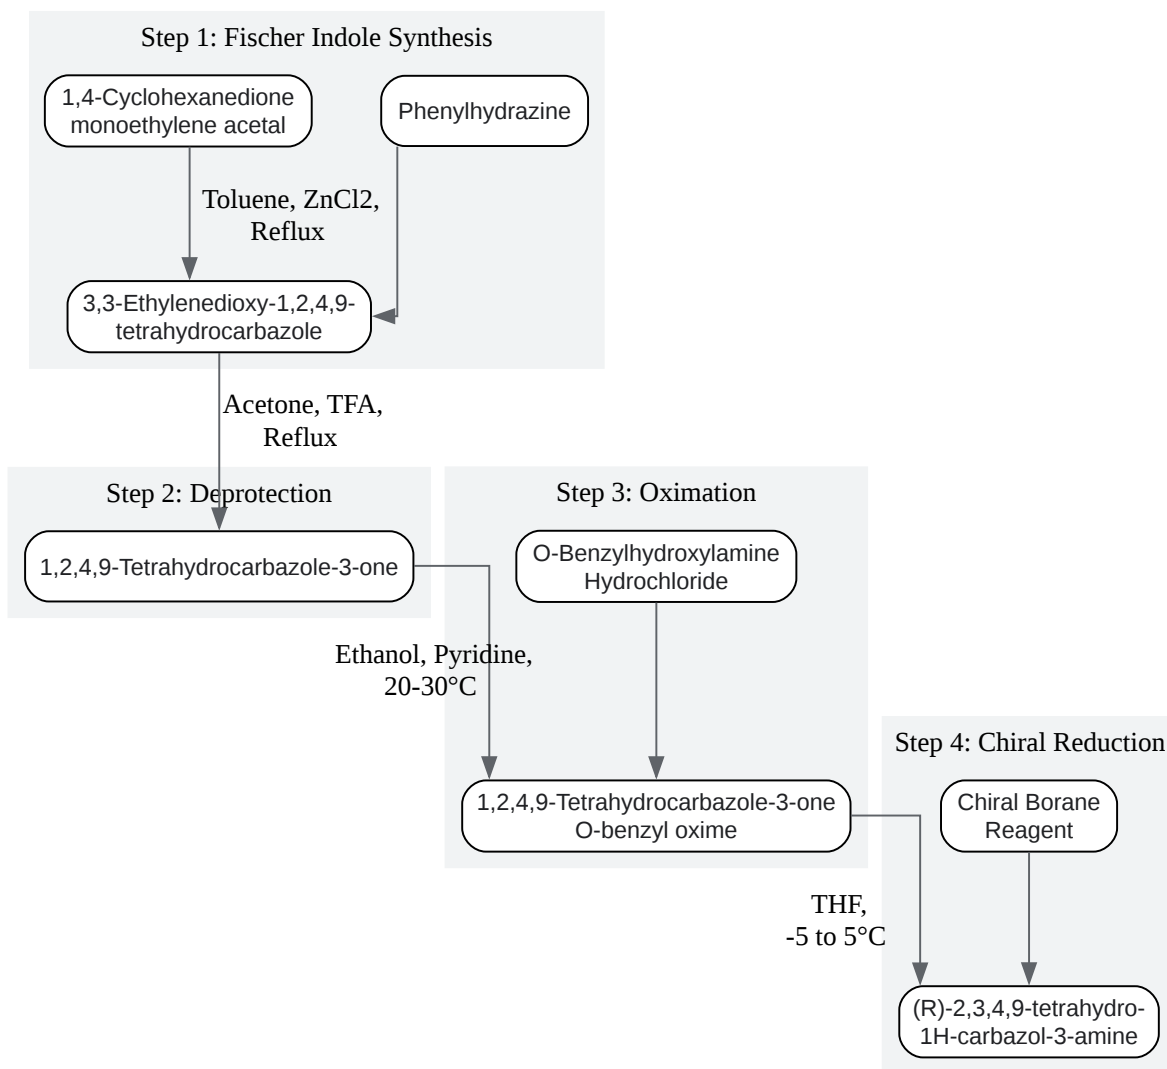 Step 1: Fischer Indole Synthesis
1,4-Cyclohexanedione
monoethylene acetal
Phenylhydrazine
Toluene, ZnCl2,
Reflux
3,3-Ethylenedioxy-1,2,4,9-
tetrahydrocarbazole
Acetone, TFA,
Reflux
Step 2: Deprotection
1,2,4,9-Tetrahydrocarbazole-3-one
Step 3: Oximation
O-Benzylhydroxylamine
Hydrochloride
Ethanol, Pyridine,
20-30°C
1,2,4,9-Tetrahydrocarbazole-3-one
O-benzyl oxime
Step 4: Chiral Reduction
Chiral Borane
Reagent
THF,
-5 to 5°C
(R)-2,3,4,9-tetrahydro-
1H-carbazol-3-amine